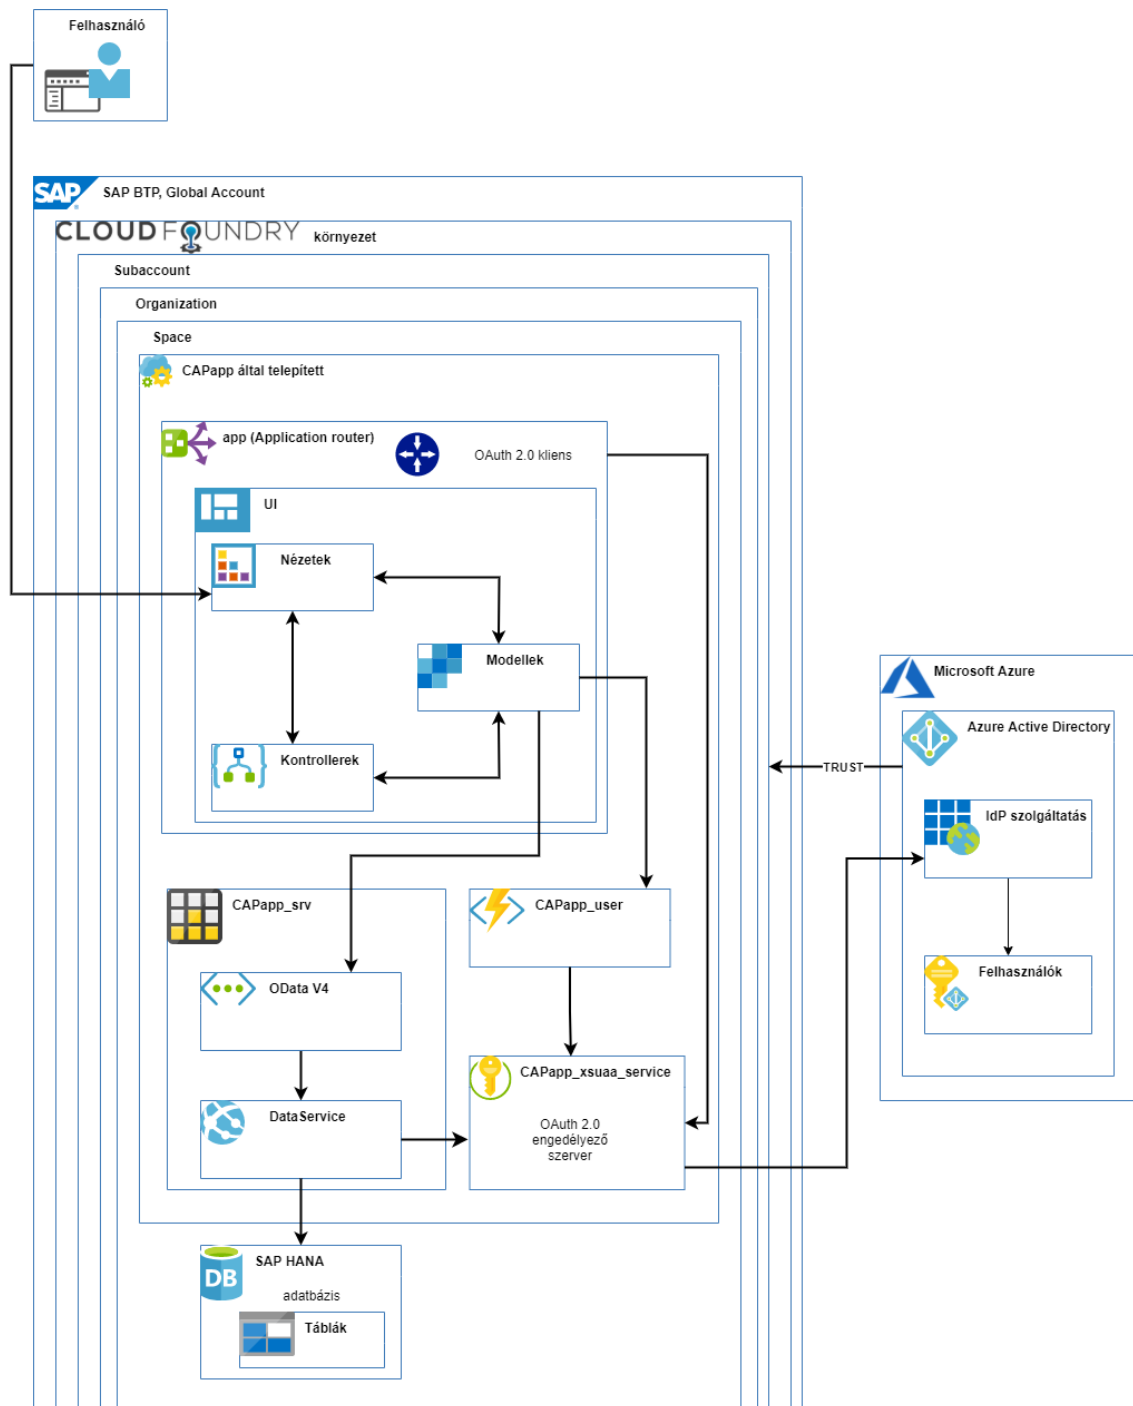 Felhasználó
SAP
SAP BTP, Global Account
CLOUD FOUNDRY környezet
Subaccount
Organization
Space
CAPapp által telepített
app (Application router)
OAuth 2.0 kliens
UI
Nézetek
Modellek
Kontrollerek
Microsoft Azure
Azure Active Directory
TRUST
IdP szolgáltatás
Felhasználók
CAPapp_srv
CAPapp_user
OData V4
CAPapp_xsuaa_service
OAuth 2.0
engedélyező
szerver
DataService
SAP HANA
DB
adatbázis
Táblák